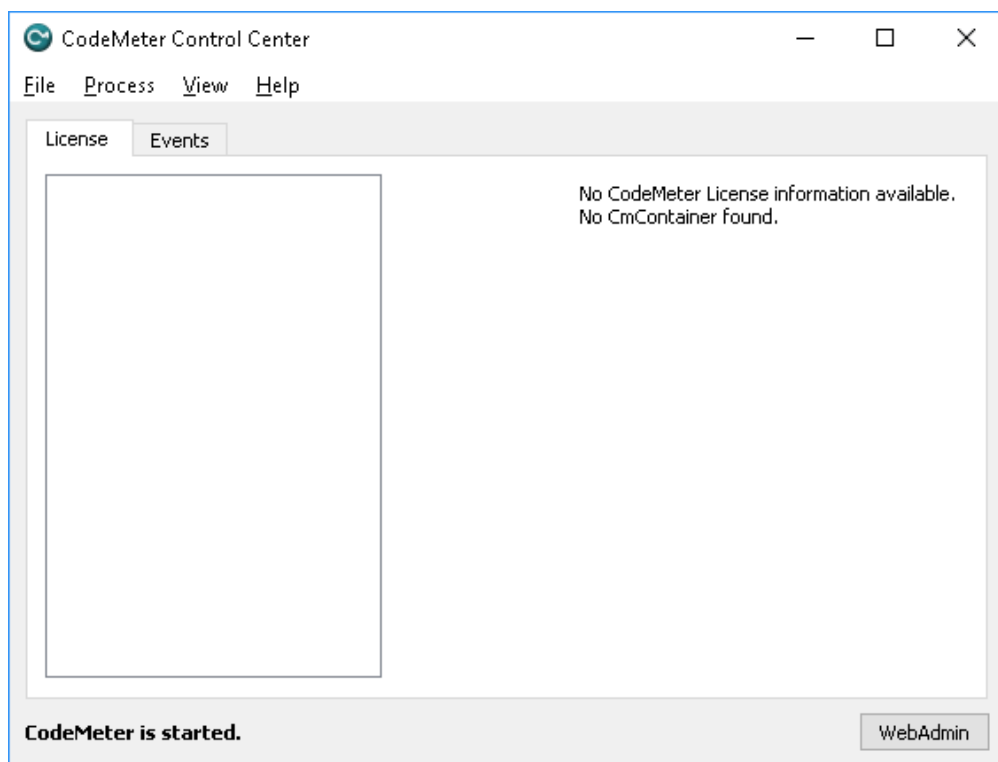 CodeMeter Control Center
File Process View Help
License Events
No CodeMeter License information available.
No CmContainer found.
CodeMeter is started.
WebAdmin